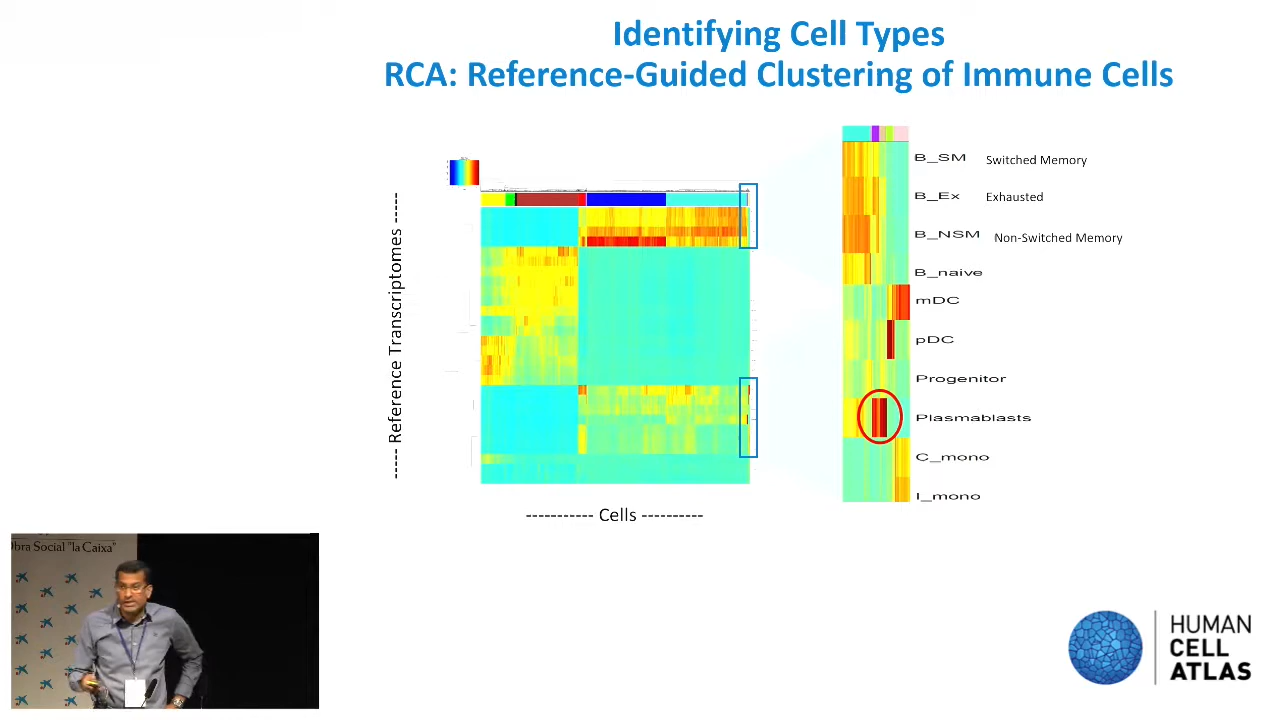 Identifying Cell Types
RCA: Reference-Guided Clustering of Immune Cells
----- Reference Transcriptomes -----
----------- Cells ----------
B_SM Switched Memory
B_Ex Exhausted
B_NSM Non-Switched Memory
B_naive
mDC
pDC
Progenitor
Plasmablasts
C_mono
I_mono
Obra Social "la Caixa"
HUMAN
CELL
ATLAS